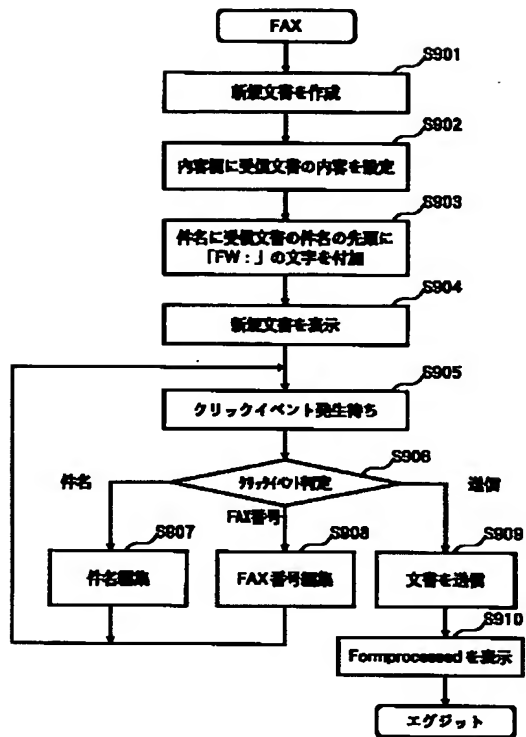 FAX
S901
新規文書を作成
S902
内容欄に受信文書の内容を設定
S903
件名に受信文書の件名の先頭に
「FW：」の文字を付加
S904
新規文書を表示
S905
クリックイベント発生待ち
S906
クリックイベント判定
件名
FAX番号
送信
S907
件名編集
S908
FAX番号編集
S909
文書を送信
S910
Formprocessedを表示
エグジット